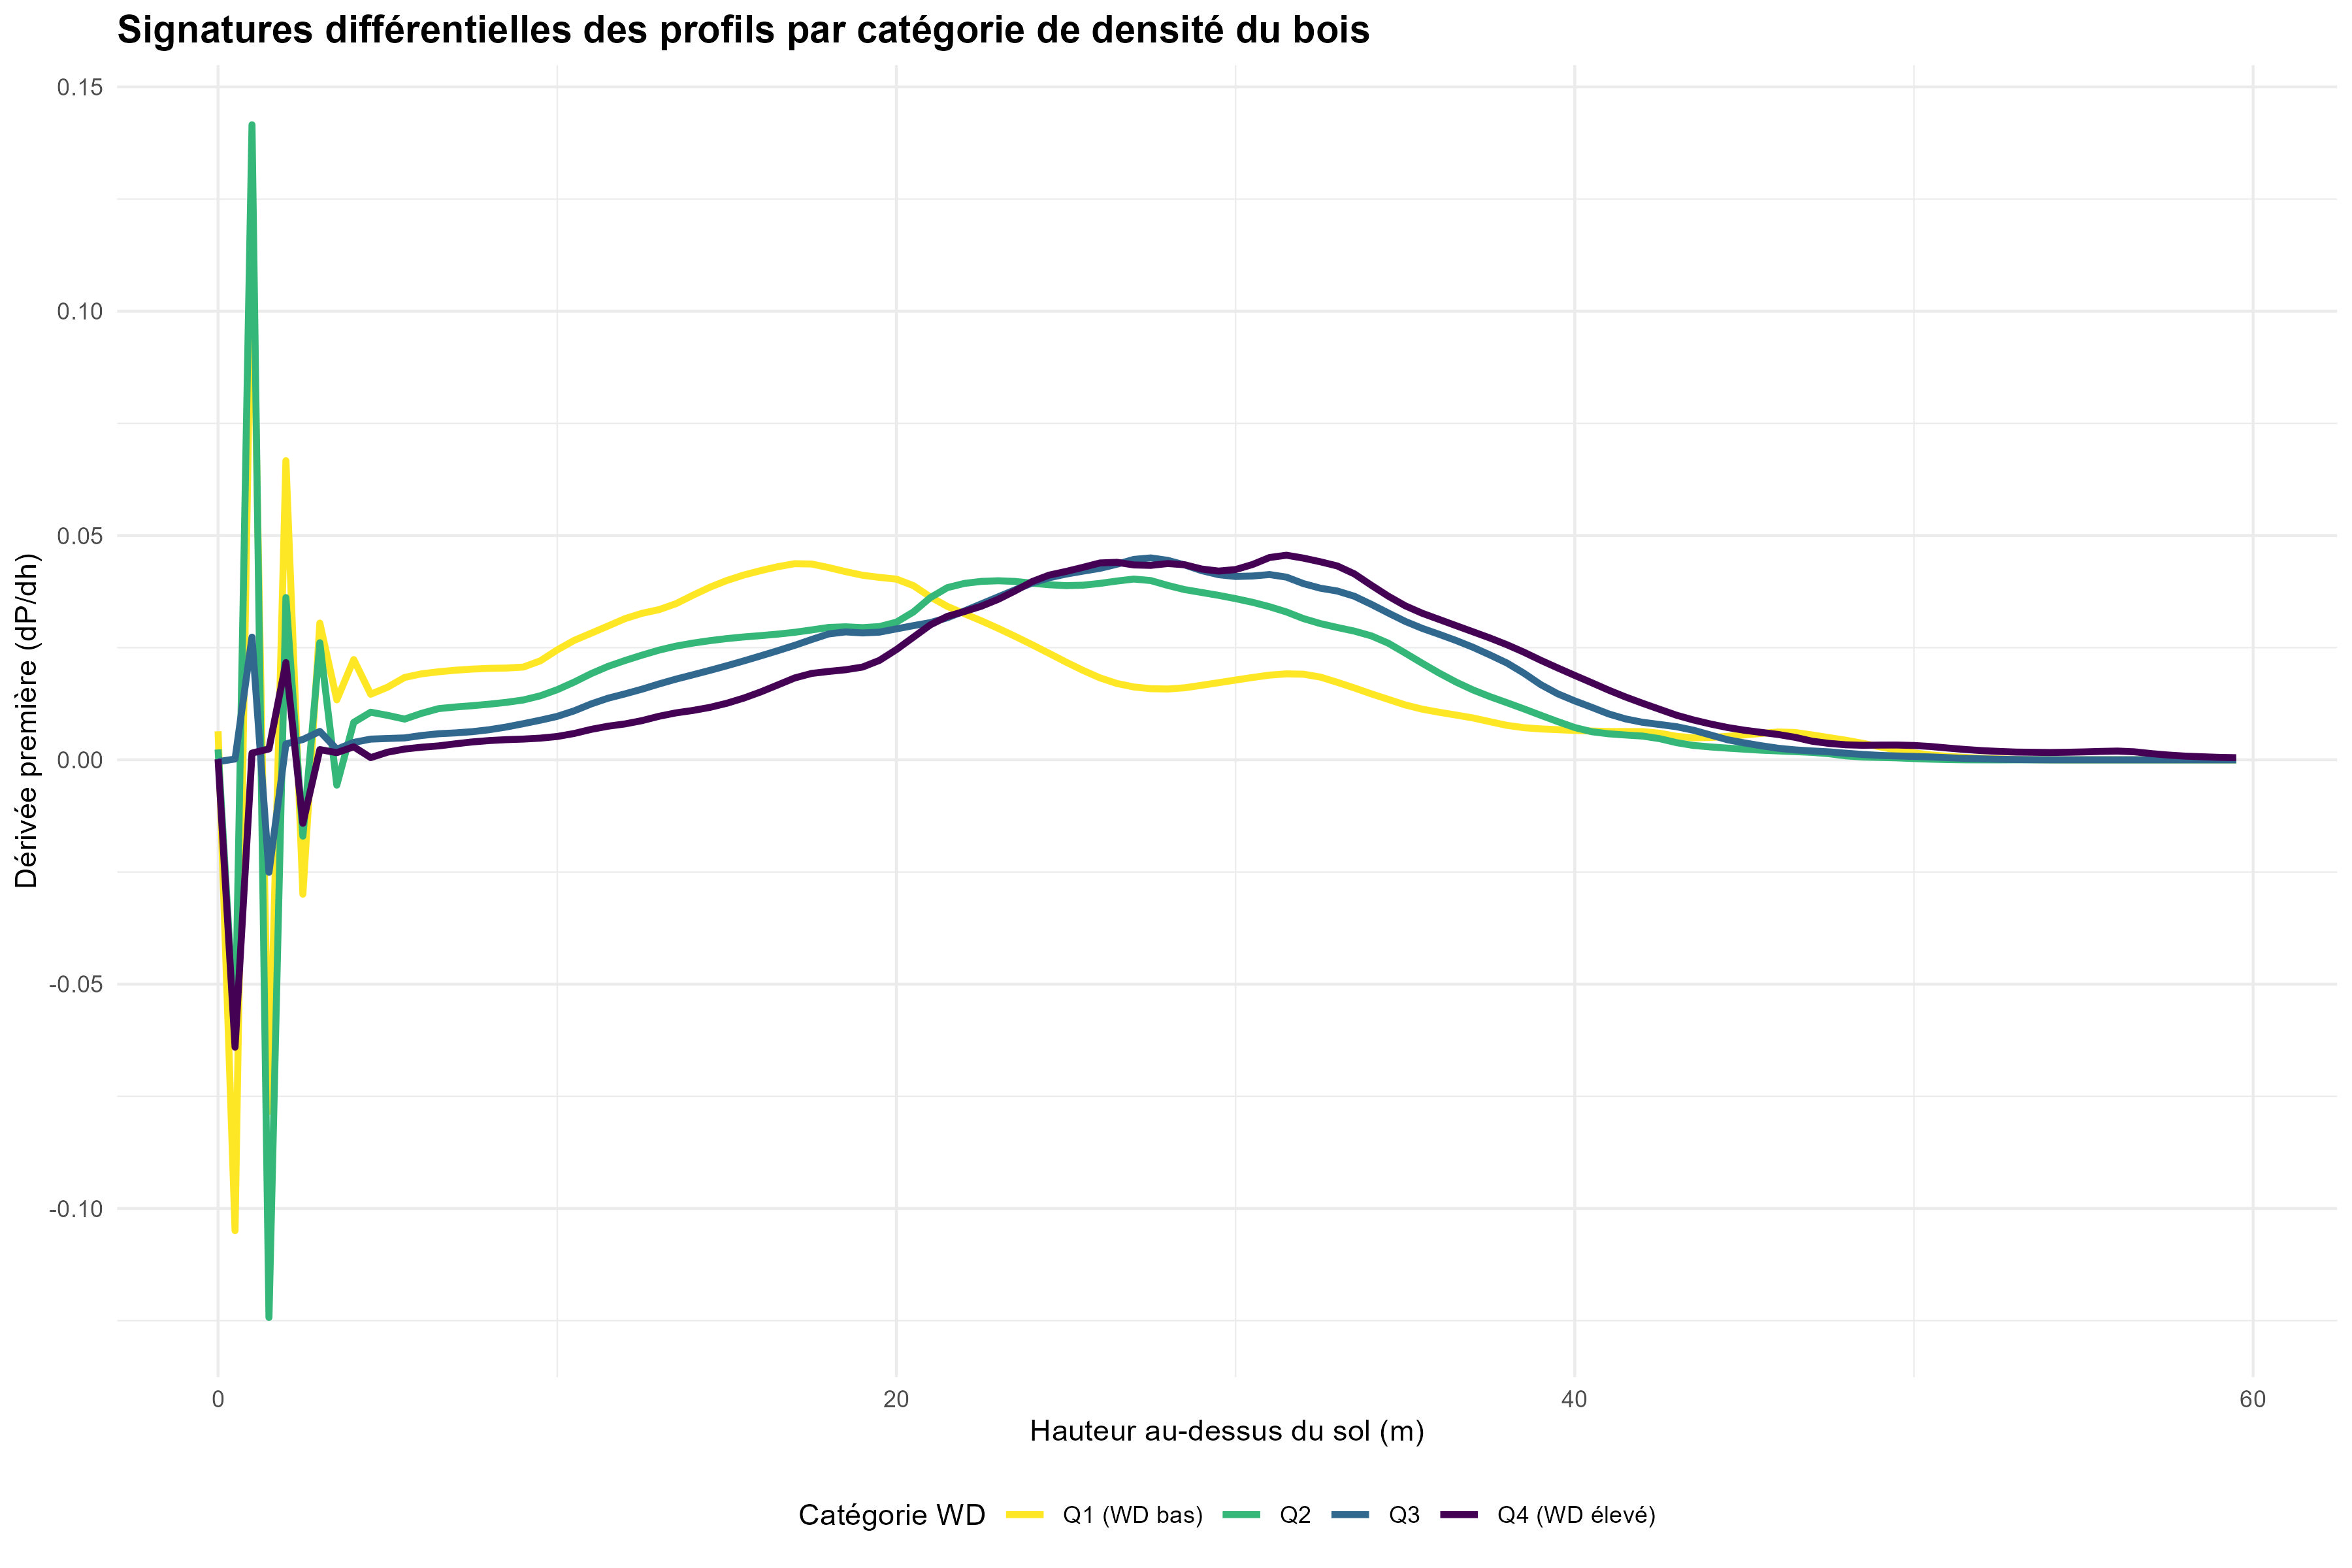 Signatures différentielles des profils par catégorie de densité du bois
Dérivée première (dP/dh)
0.15
0.10
0.05
0.00
-0.05
-0.10
0 20 40 60
Hauteur au-dessus du sol (m)
Catégorie WD Q1 (WD bas) Q2 Q3 Q4 (WD élevé)